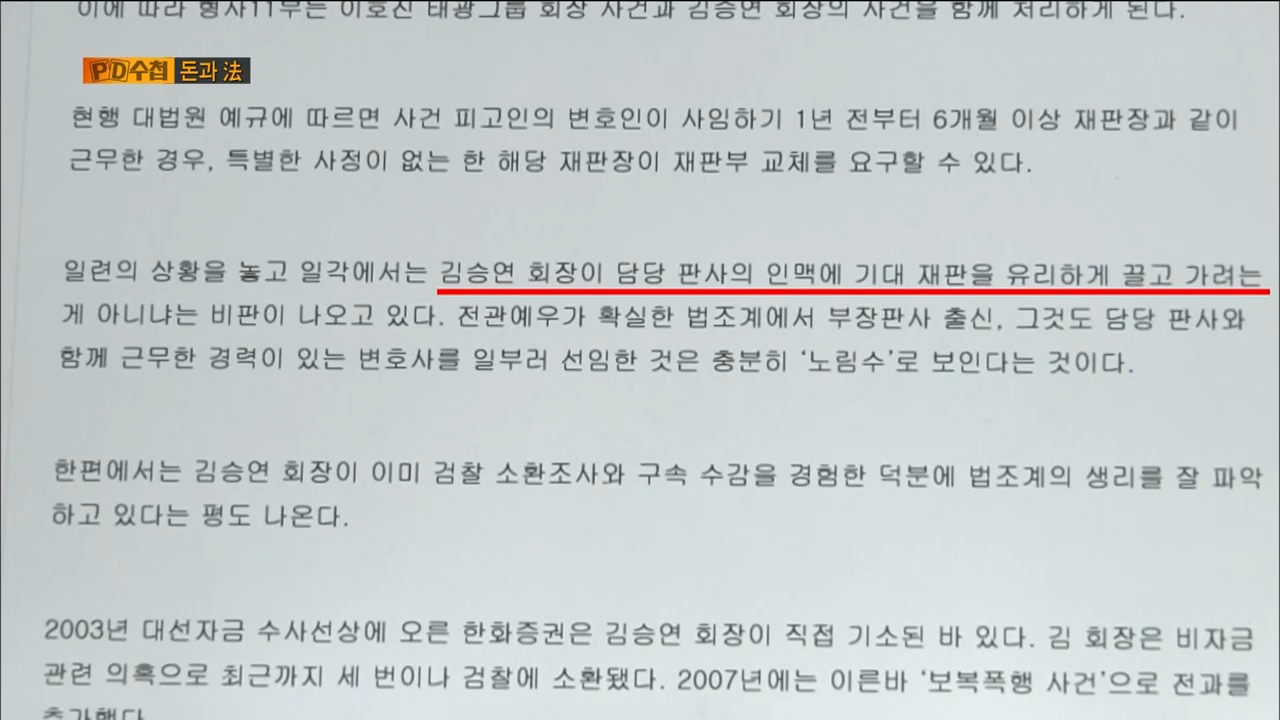 이에 따라 형사11부는 이호진 태광그룹 회장 사건과 김승연 회장의 사건을 함께 처리하게 된다.
PD수첩 돈과 法
현행 대법원 예규에 따르면 사건 피고인의 변호인이 사임하기 1년 전부터 6개월 이상 재판장과 같이
근무한 경우, 특별한 사정이 없는 한 해당 재판장이 재판부 교체를 요구할 수 있다.
일련의 상황을 놓고 일각에서는 김승연 회장이 담당 판사의 인맥에 기대 재판을 유리하게 끌고 가려는
게 아니냐는 비판이 나오고 있다. 전관예우가 확실한 법조계에서 부장판사 출신, 그것도 담당 판사와
함께 근무한 경력이 있는 변호사를 일부러 선임한 것은 충분히 ‘노림수’로 보인다는 것이다.
한편에서는 김승연 회장이 이미 검찰 소환조사와 구속 수감을 경험한 덕분에 법조계의 생리를 잘 파악
하고 있다는 평도 나온다.
2003년 대선자금 수사선상에 오른 한화증권은 김승연 회장이 직접 기소된 바 있다. 김 회장은 비자금
관련 의혹으로 최근까지 세 번이나 검찰에 소환됐다. 2007년에는 이른바 ‘보복폭행 사건’으로 전과를
추가했다.